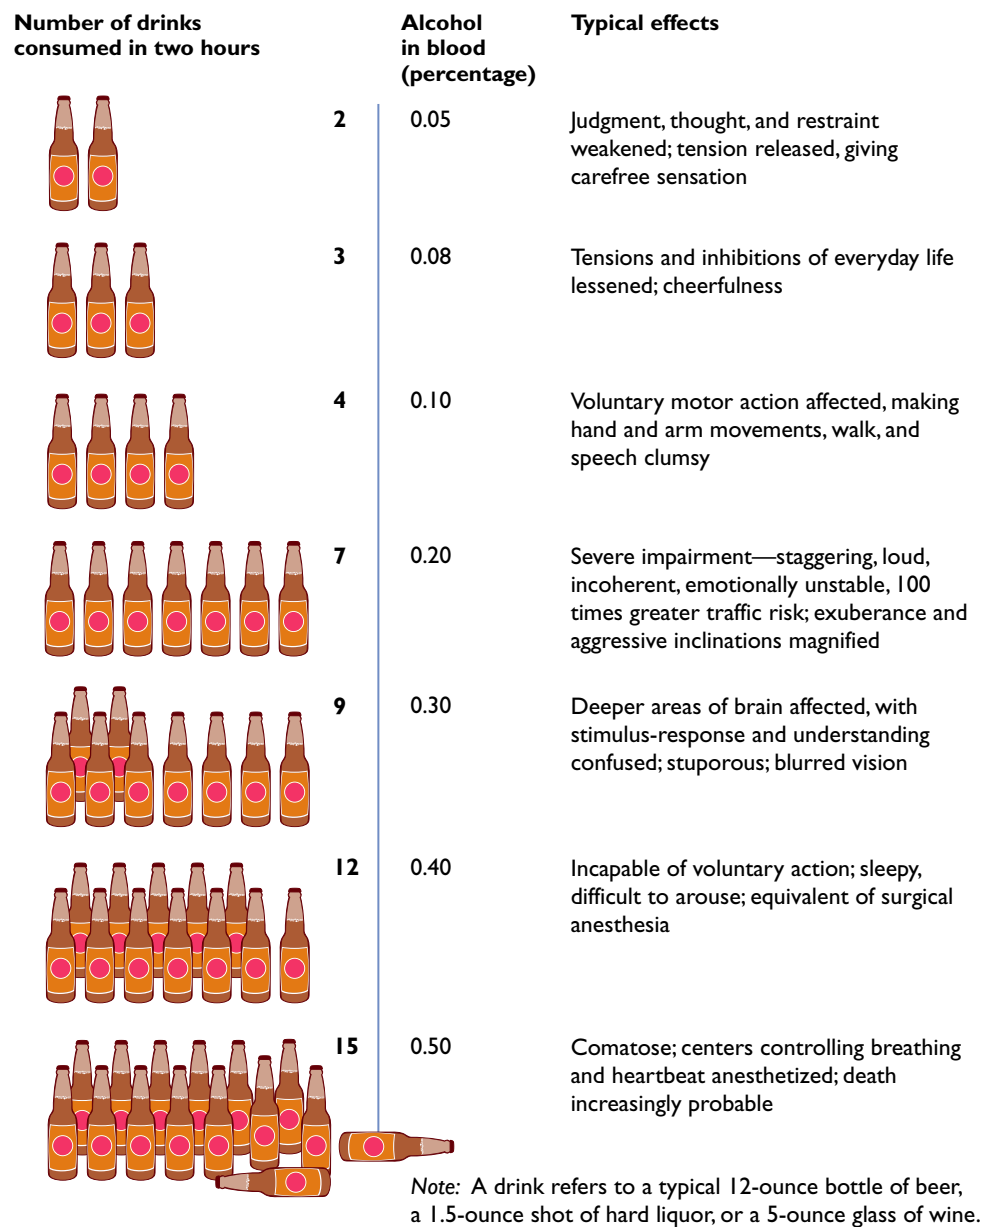 Number of drinks
consumed in two hours
Alcohol
in blood
(percentage)
Typical effects
2
0.05
Judgment, thought, and restraint
weakened; tension released, giving
carefree sensation
3
0.08
Tensions and inhibitions of everyday life
lessened; cheerfulness
4
0.10
Voluntary motor action affected, making
hand and arm movements, walk, and
speech clumsy
7
0.20
Severe impairment—staggering, loud,
incoherent, emotionally unstable, 100
times greater traffic risk; exuberance and
aggressive inclinations magnified
9
0.30
Deeper areas of brain affected, with
stimulus-response and understanding
confused; stuporous; blurred vision
12
0.40
Incapable of voluntary action; sleepy,
difficult to arouse; equivalent of surgical
anesthesia
15
0.50
Comatose; centers controlling breathing
and heartbeat anesthetized; death
increasingly probable
Note: A drink refers to a typical 12-ounce bottle of beer,
a 1.5-ounce shot of hard liquor, or a 5-ounce glass of wine.